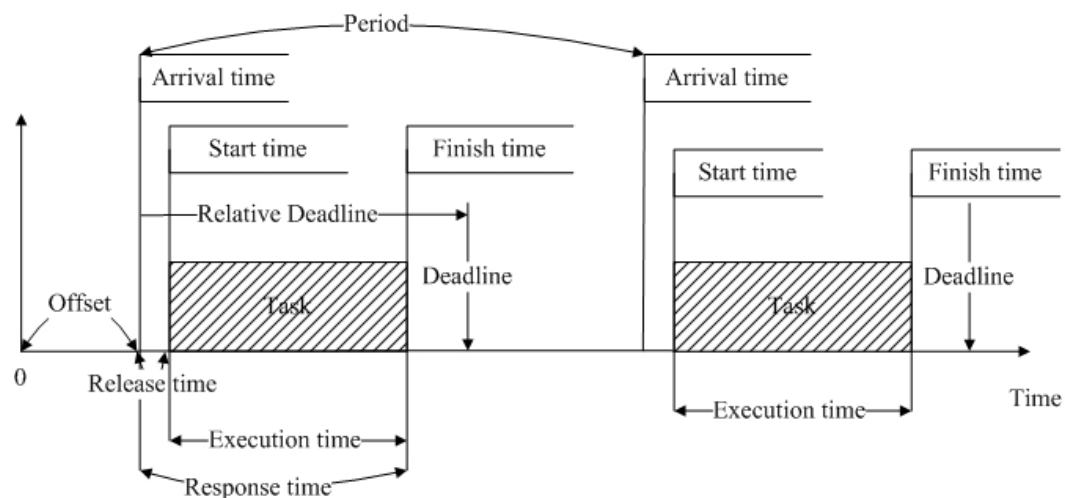 Period
Arrival time
Arrival time
Start time
Finish time
Start time
Finish time
Relative Deadline
Deadline
Deadline
Offset
Task
Task
0
Release time
Time
Execution time
Execution time
Response time